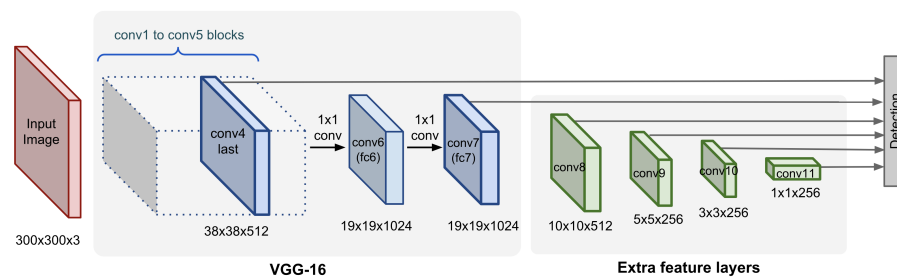 conv1 to conv5 blocks
Input
Image
conv4
last
1x1
conv
conv6
(fc6)
1x1
conv
conv7
(fc7)
conv8
conv9
conv10
conv11
Detection
300x300x3
38x38x512
19x19x1024
19x19x1024
10x10x512
5x5x256
3x3x256
1x1x256
VGG-16
Extra feature layers